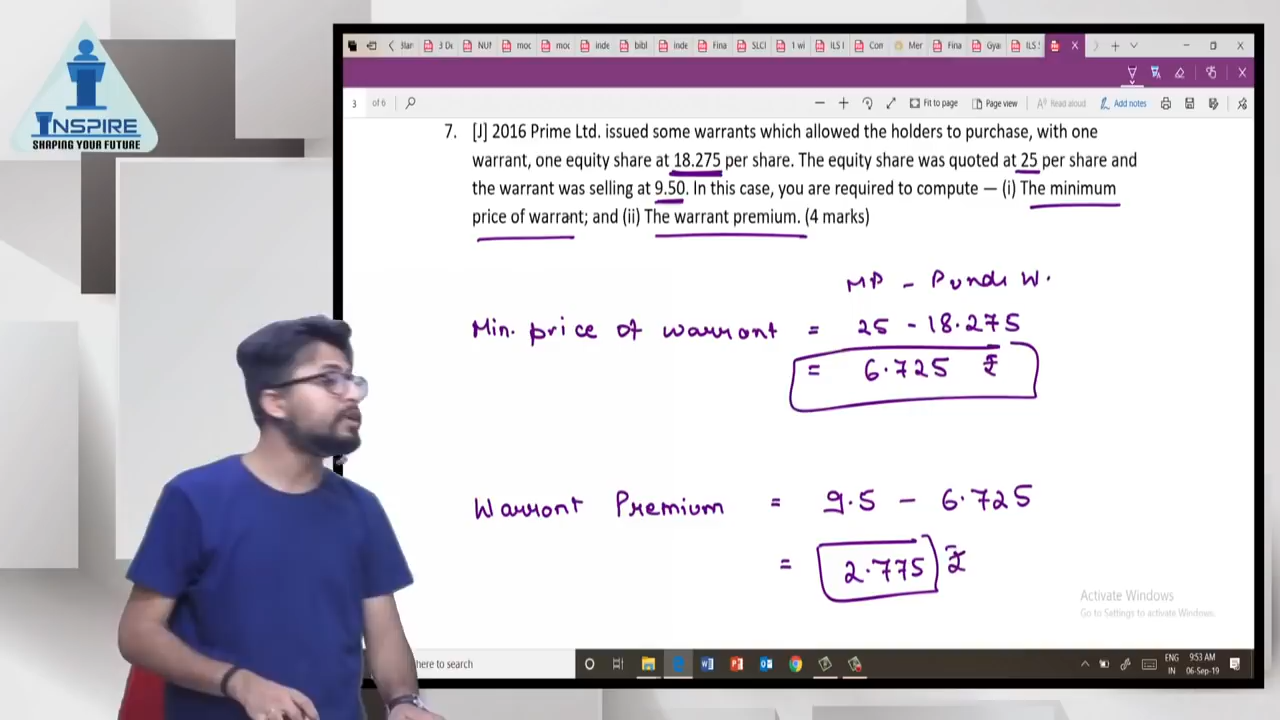 INSPIRE
SHAPING YOUR FUTURE
3 of 6
Fit to page
Page view
Read aloud
Add notes
7. [J] 2016 Prime Ltd. issued some warrants which allowed the holders to purchase, with one
warrant, one equity share at 18.275 per share. The equity share was quoted at 25 per share and
the warrant was selling at 9.50. In this case, you are required to compute — (i) The minimum
price of warrant; and (ii) The warrant premium. (4 marks)
Min. price of warrant = 25 - 18.275
= 6.725 ₹
Warrant Premium = 9.5 - 6.725
= 2.775 ₹
Activate Windows
Go to Settings to activate Windows.
here to search
ENG
IN
9:53 AM
06-Sep-19